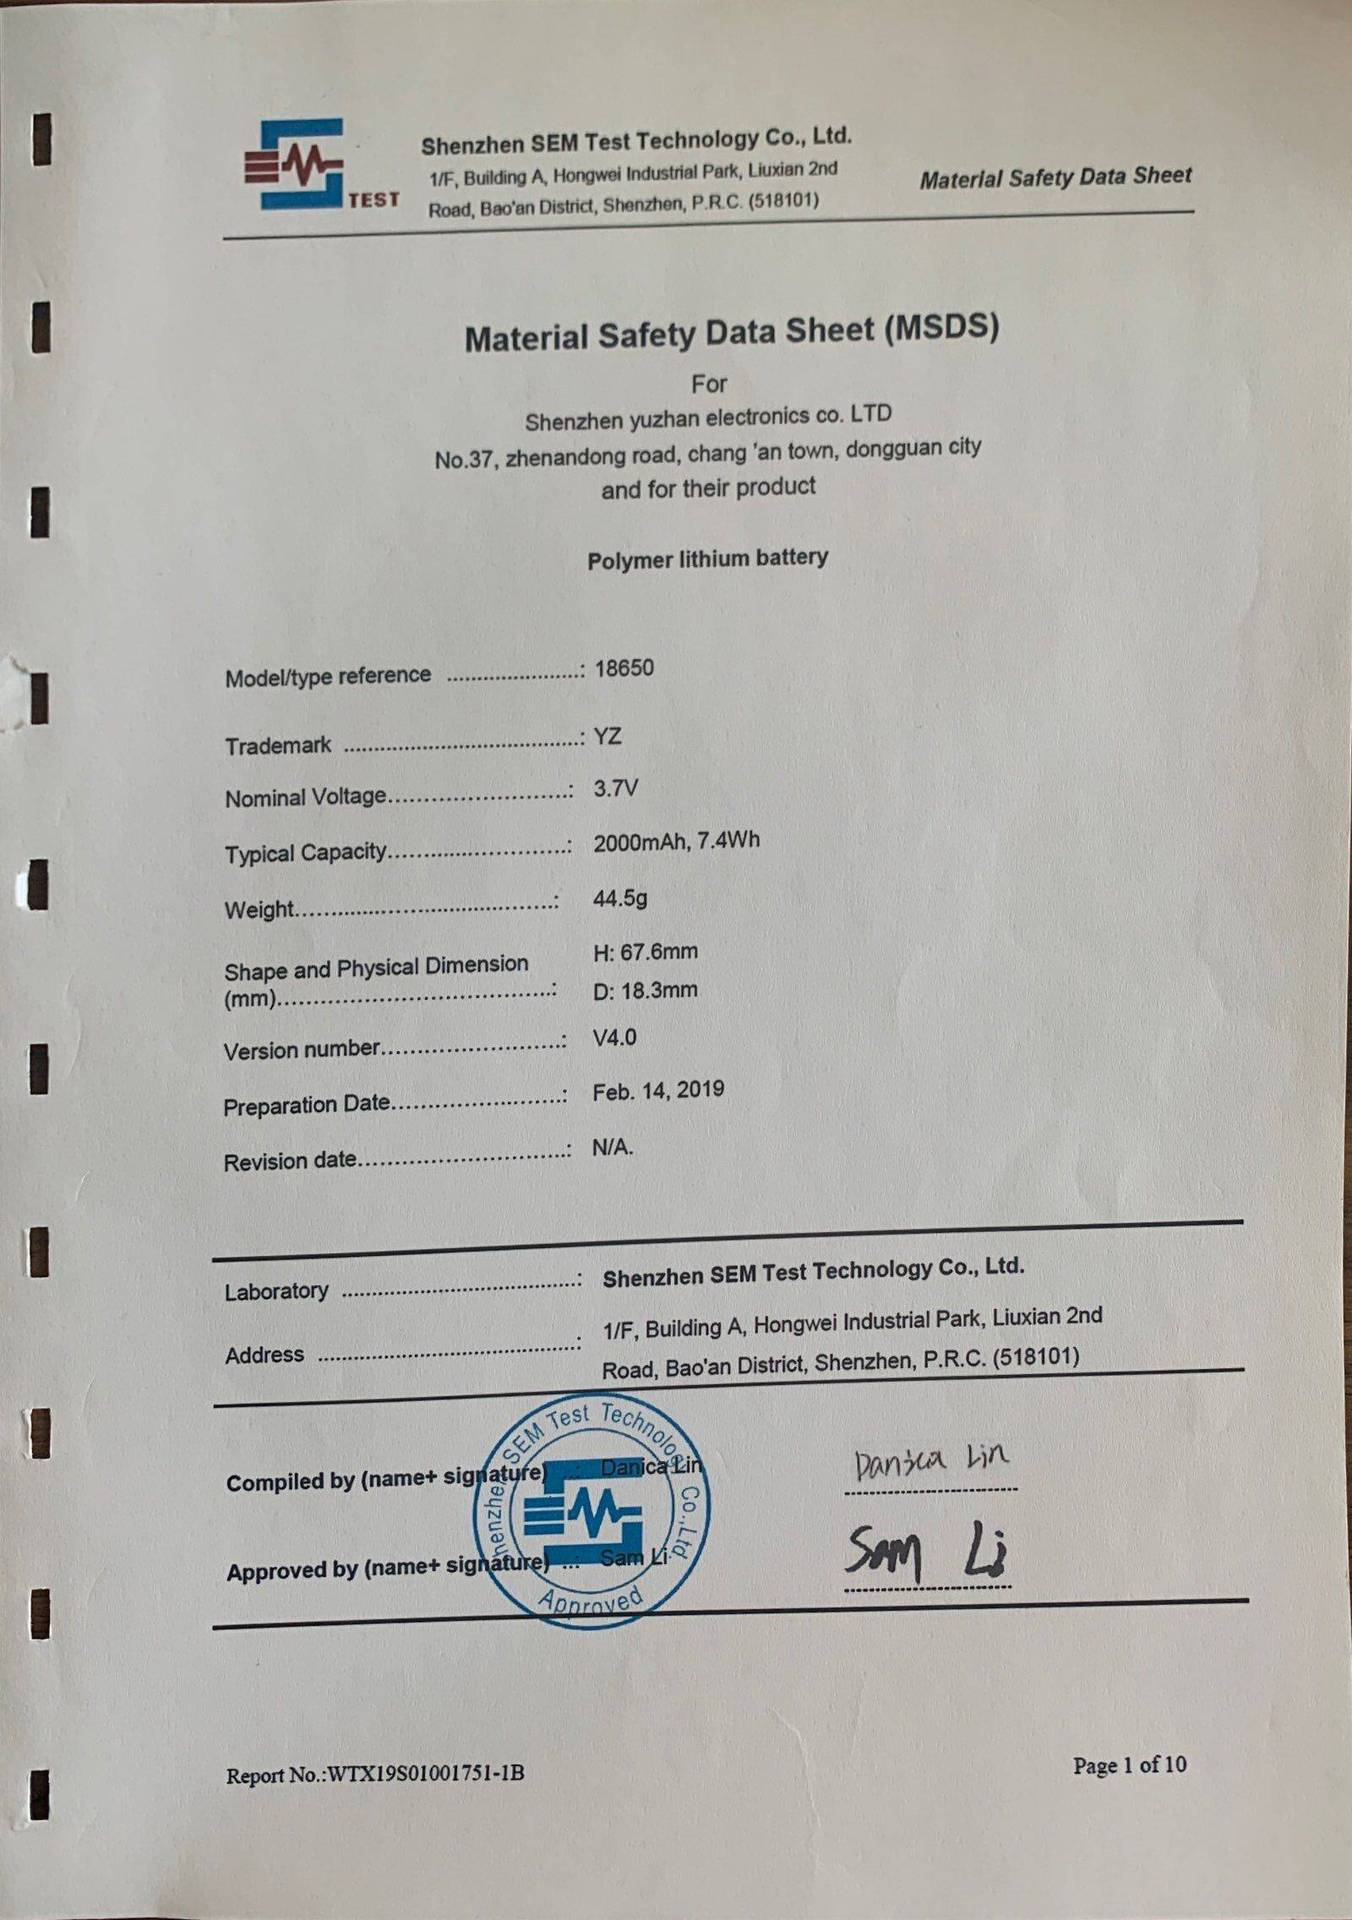 TEST
Shenzhen SEM Test Technology Co., Ltd.
1/F, Building A, Hongwei Industrial Park, Liuxian 2nd
Road, Bao'an District, Shenzhen, P.R.C. (518101)
Material Safety Data Sheet
Material Safety Data Sheet (MSDS)
For
Shenzhen yuzhan electronics co. LTD
No.37, zhenandong road, chang 'an town, dongguan city
and for their product
Polymer lithium battery
Model/type reference ......................: 18650
Trademark .......................................: YZ
Nominal Voltage..............................: 3.7V
Typical Capacity..............................: 2000mAh, 7.4Wh
Weight...........................................: 44.5g
Shape and Physical Dimension
(mm)..............................................:
H: 67.6mm
D: 18.3mm
Version number..............................: V4.0
Preparation Date.............................: Feb. 14, 2019
Revision date...................................: N/A.
Laboratory .......................................: Shenzhen SEM Test Technology Co., Ltd.
Address ...........................................: 1/F, Building A, Hongwei Industrial Park, Liuxian 2nd
Road, Bao'an District, Shenzhen, P.R.C. (518101)
Compiled by (name+ signature) ..: Danica Lin
Danica Lin
Approved by (name+ signature) ...: Sam Li
Sam Li
Shenzhen SEM Test Technology Co.,Ltd
Approved
Report No.:WTX19S01001751-1B
Page 1 of 10